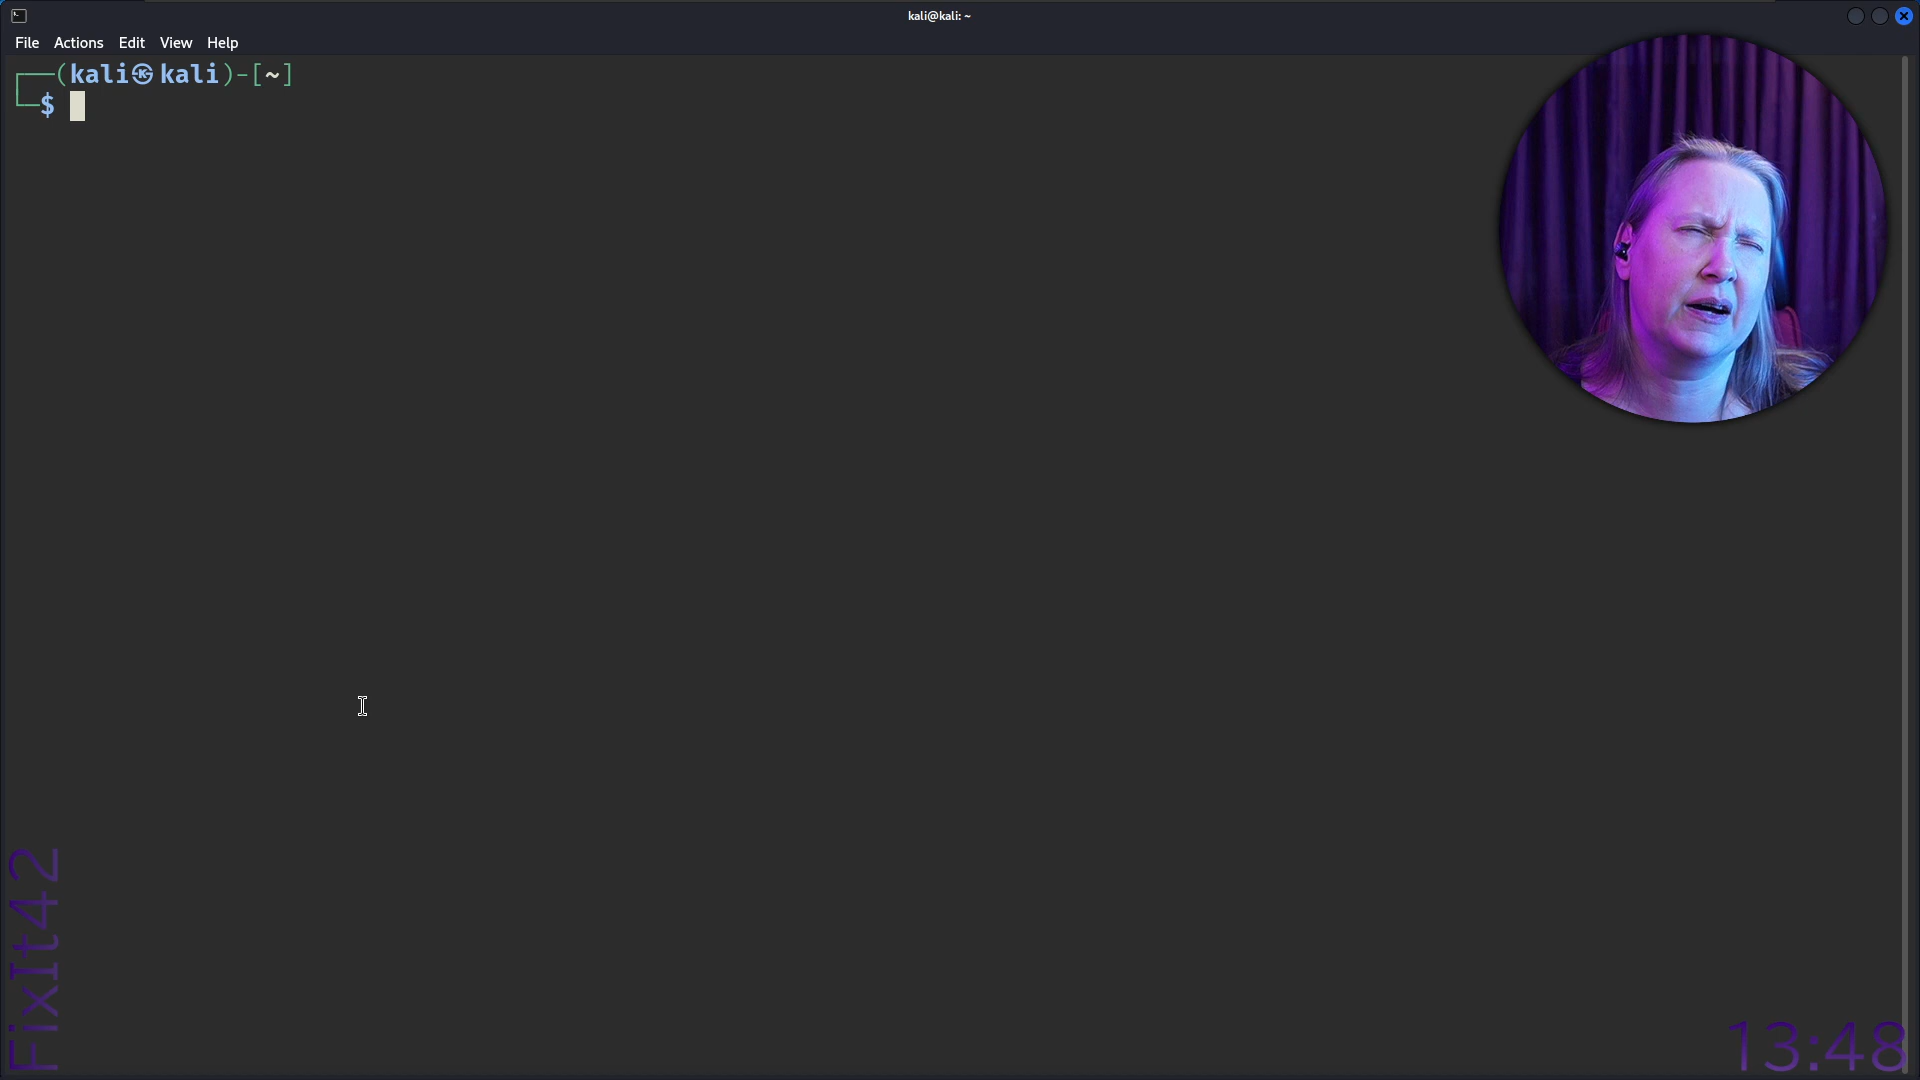 kali@kali: ~
File Actions Edit View Help
┌──(kali㉿kali)-[~]
└─$
FixIt42
13:48